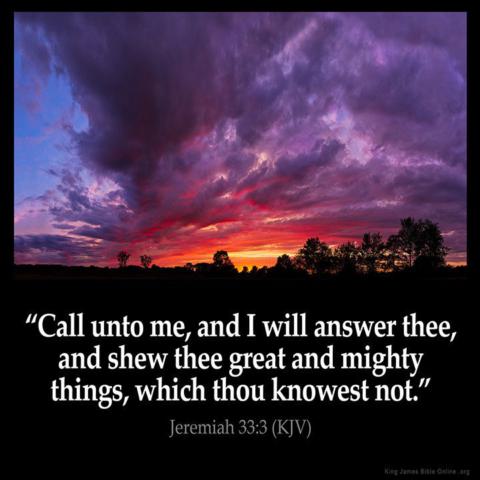 “Call unto me, and I will answer thee,
and shew thee great and mighty
things, which thou knowest not.”
Jeremiah 33:3 (KJV)
King James Bible Online .org